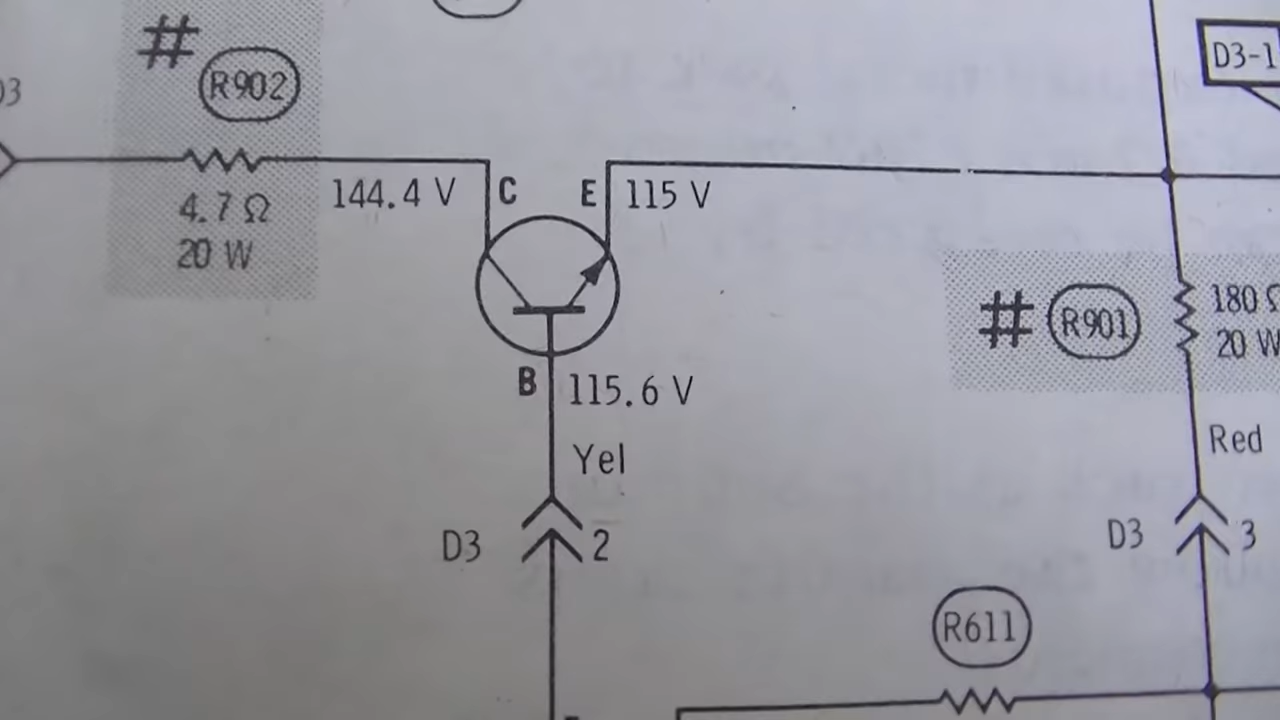 #
R902
D3-1
4.7 Ω
20 W
144.4 V
C
E
115 V
#
R901
180
20 W
B
115.6 V
Yel
Red
D3
2
D3
3
R611